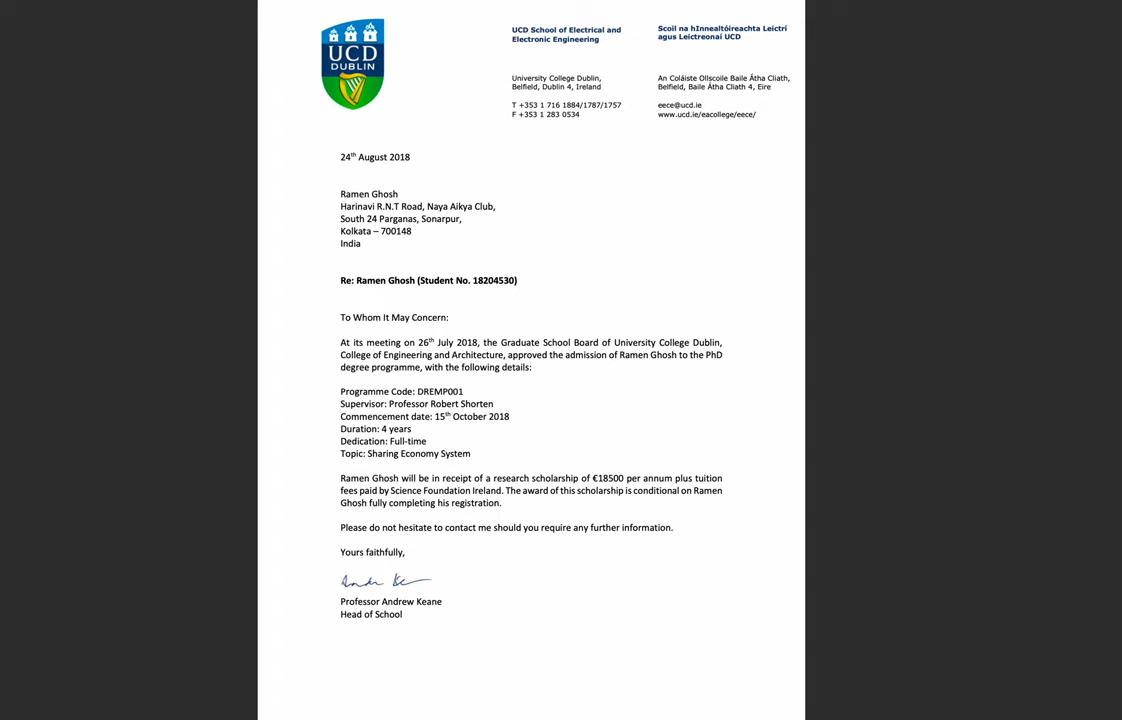 UCD
DUBLIN
UCD School of Electrical and
Electronic Engineering
University College Dublin,
Belfield, Dublin 4, Ireland
T +353 1 716 1884/1787/1757
F +353 1 283 0534
Scoil na hInnealtóireachta Leictrí
agus Leictreonaí UCD
An Coláiste Ollscoile Baile Átha Cliath,
Belfield, Baile Átha Cliath 4, Eire
eece@ucd.ie
www.ucd.ie/eacollege/eece/
24th August 2018
Ramen Ghosh
Harinavi R.N.T Road, Naya Aikya Club,
South 24 Parganas, Sonarpur,
Kolkata – 700148
India
Re: Ramen Ghosh (Student No. 18204530)
To Whom It May Concern:
At its meeting on 26th July 2018, the Graduate School Board of University College Dublin,
College of Engineering and Architecture, approved the admission of Ramen Ghosh to the PhD
degree programme, with the following details:
Programme Code: DREMP001
Supervisor: Professor Robert Shorten
Commencement date: 15th October 2018
Duration: 4 years
Dedication: Full-time
Topic: Sharing Economy System
Ramen Ghosh will be in receipt of a research scholarship of €18500 per annum plus tuition
fees paid by Science Foundation Ireland. The award of this scholarship is conditional on Ramen
Ghosh fully completing his registration.
Please do not hesitate to contact me should you require any further information.
Yours faithfully,
Professor Andrew Keane
Head of School